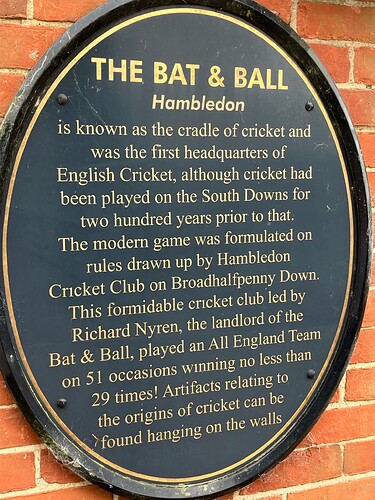 THE BAT & BALL
Hambledon
is known as the cradle of cricket and
was the first headquarters of
English Cricket, although cricket had
been played on the South Downs for
two hundred years prior to that.
The modern game was formulated on
rules drawn up by Hambledon
Cricket Club on Broadhalfpenny Down.
This formidable cricket club led by
Richard Nyren, the landlord of the
Bat & Ball, played an All England Team
on 51 occasions winning no less than
29 times! Artifacts relating to
the origins of cricket can be
found hanging on the walls